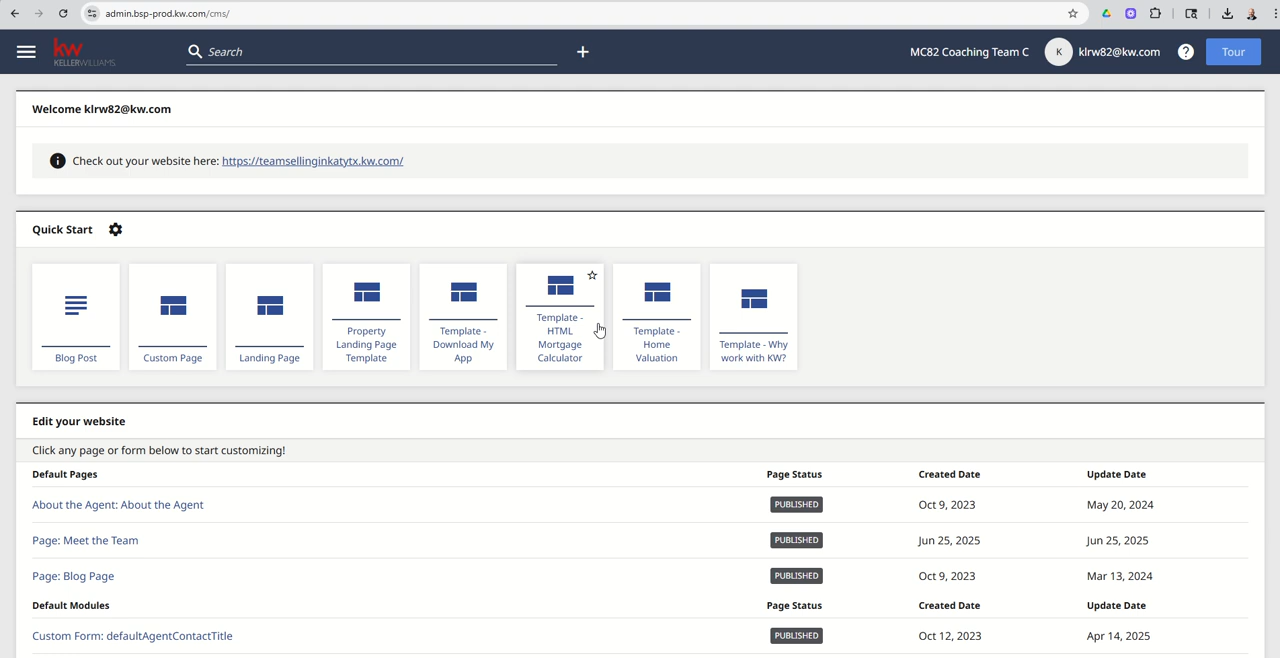 admin.bsp-prod.kw.com/cms/
kw
KELLERWILLIAMS.
Search
+
MC82 Coaching Team C
K
klrw82@kw.com
?
Tour
Welcome klrw82@kw.com
Check out your website here: https://teamsellinginkatytx.kw.com/
Quick Start
Blog Post
Custom Page
Landing Page
Property
Landing Page
Template
Template -
Download My
App
Template -
HTML
Mortgage
Calculator
Template -
Home
Valuation
Template - Why
work with KW?
Edit your website
Click any page or form below to start customizing!
Default Pages Page Status Created Date Update Date
About the Agent: About the Agent PUBLISHED Oct 9, 2023 May 20, 2024
Page: Meet the Team PUBLISHED Jun 25, 2025 Jun 25, 2025
Page: Blog Page PUBLISHED Oct 9, 2023 Mar 13, 2024
Default Modules Page Status Created Date Update Date
Custom Form: defaultAgentContactTitle PUBLISHED Oct 12, 2023 Apr 14, 2025